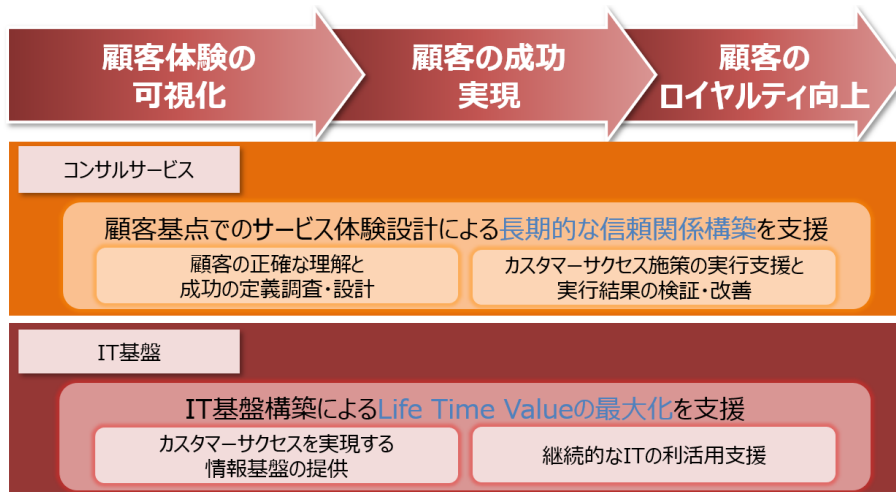 顧客体験の
可視化
顧客の成功
実現
顧客の
ロイヤルティ向上
コンサルサービス
顧客基点でのサービス体験設計による長期的な信頼関係構築を支援
顧客の正確な理解と
成功の定義調査・設計
カスタマーサクセス施策の実行支援と
実行結果の検証・改善
IT基盤
IT基盤構築によるLife Time Valueの最大化を支援
カスタマーサクセスを実現する
情報基盤の提供
継続的なITの利活用支援